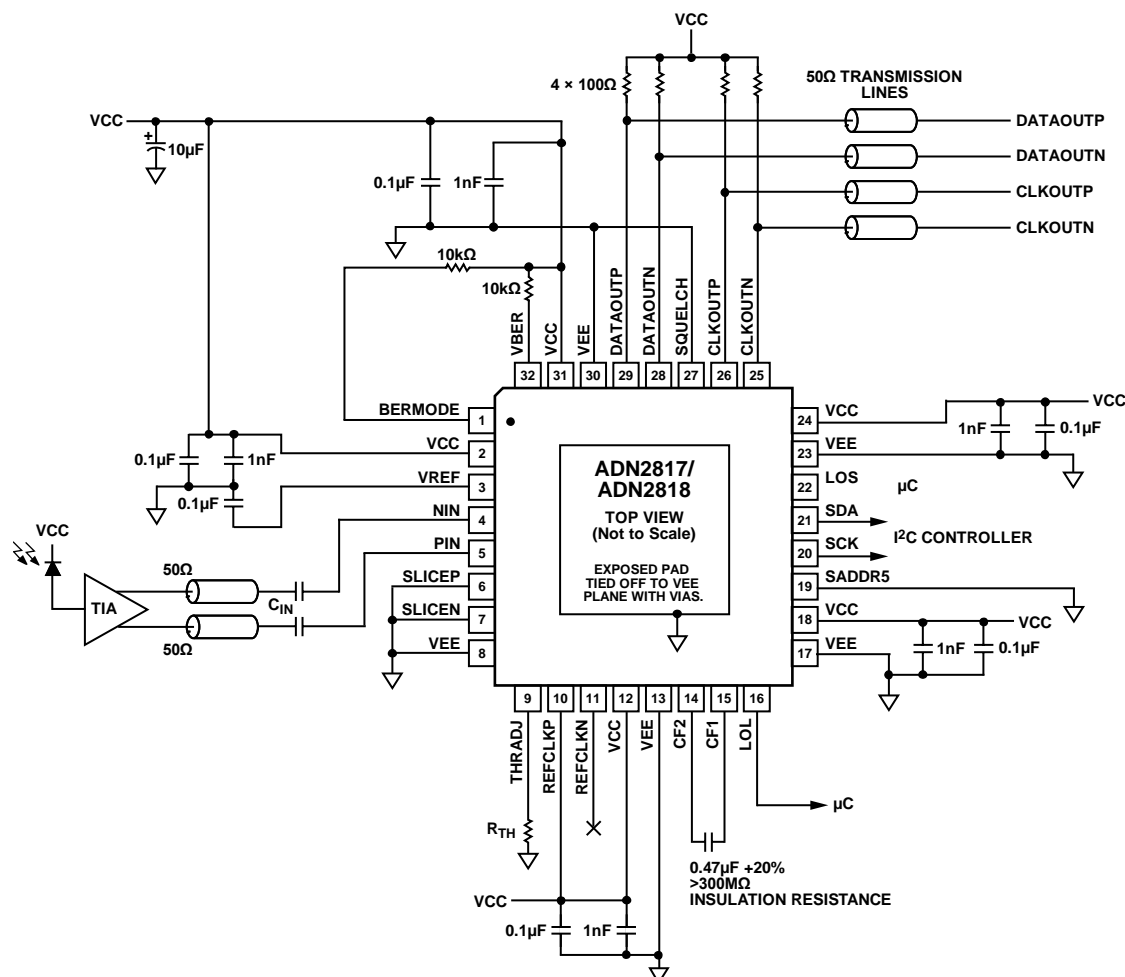 VCC
4 × 100Ω
50Ω TRANSMISSION
LINES
VCC
+
10µF
0.1µF
1nF
DATAOUTP
DATAOUTN
CLKOUTP
CLKOUTN
10kΩ
10kΩ
VBER
VCC
VEE
DATAOUTP
DATAOUTN
SQUELCH
CLKOUTP
CLKOUTN
32
31
30
29
28
27
26
25
BERMODE
1
VCC
2
VREF
3
NIN
4
PIN
5
SLICEP
6
SLICEN
7
VEE
8
0.1µF
1nF
0.1µF
VCC
TIA
50Ω
CIN
50Ω
ADN2817/
ADN2818
TOP VIEW
(Not to Scale)
EXPOSED PAD
TIED OFF TO VEE
PLANE WITH VIAS.
24
VCC
23
VEE
22
LOS
21
SDA
20
SCK
19
SADDR5
18
VCC
17
VEE
VCC
1nF
0.1µF
µC
I2C CONTROLLER
VCC
1nF
0.1µF
9
10
11
12
13
14
15
16
THRADJ
REFCLKP
REFCLKN
VCC
VEE
CF2
CF1
LOL
RTH
µC
0.47µF +20%
>300MΩ
INSULATION RESISTANCE
VCC
0.1µF
1nF